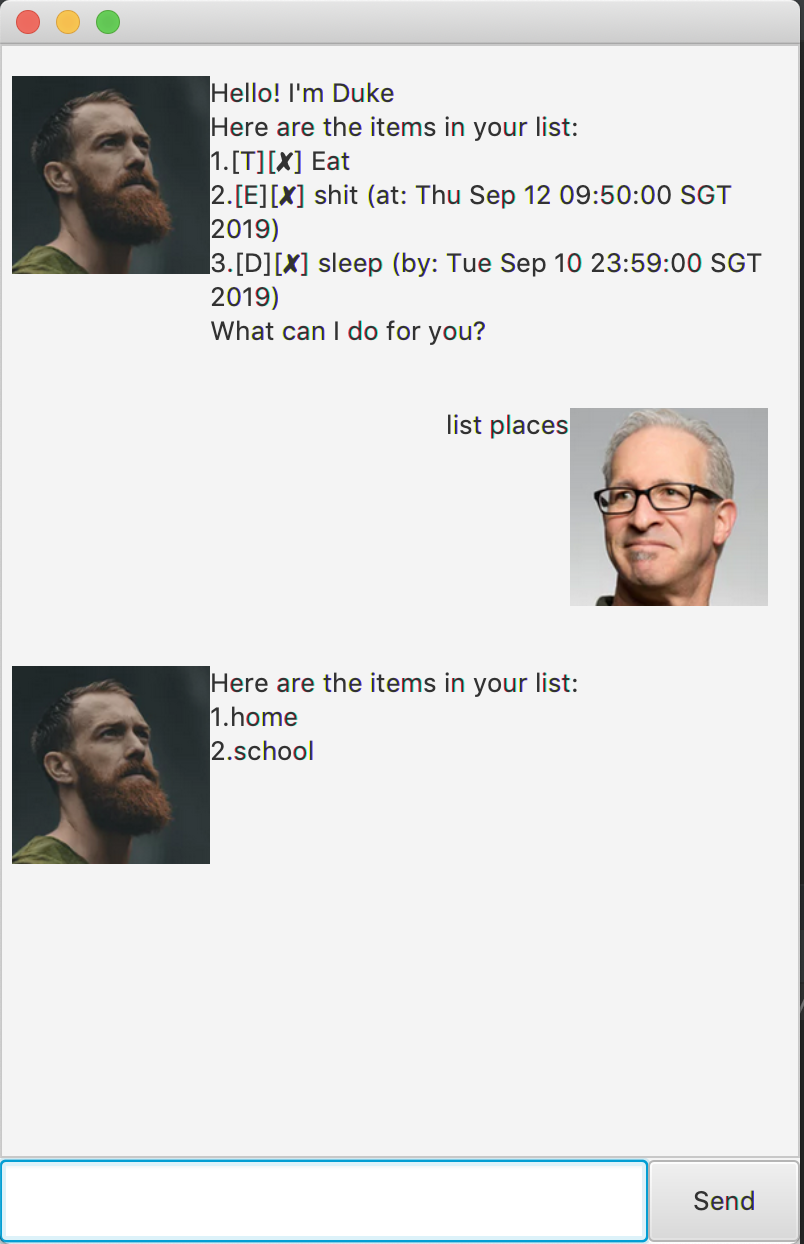 Hello! I'm Duke
Here are the items in your list:
1.[T][✘] Eat
2.[E][✘] shit (at: Thu Sep 12 09:50:00 SGT
2019)
3.[D][✘] sleep (by: Tue Sep 10 23:59:00 SGT
2019)
What can I do for you?
list places
Here are the items in your list:
1.home
2.school
Send